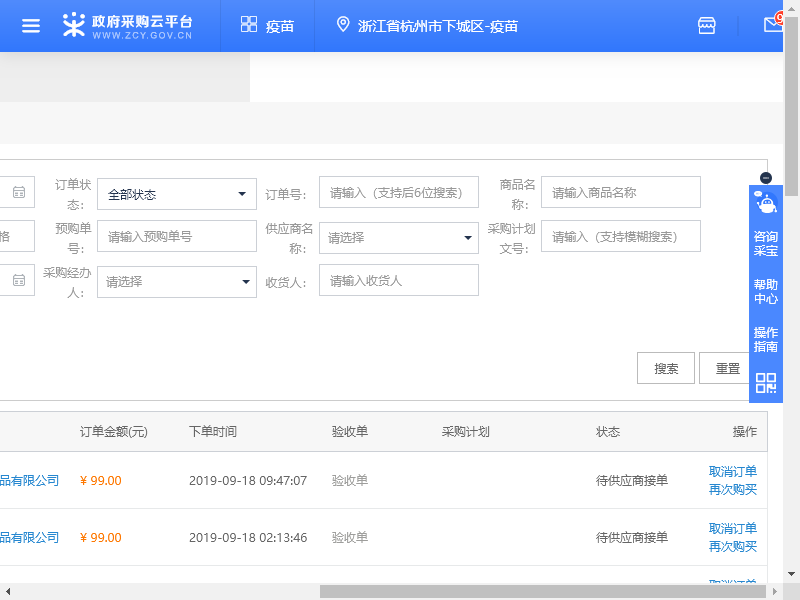 政府采购云平台
WWW.ZCY.GOV.CN
疫苗
浙江省杭州市下城区-疫苗
订单状态：
全部状态
订单号：
请输入（支持后6位搜索）
商品名称：
请输入商品名称
格
预购单号：
请输入预购单号
供应商名称：
请选择
采购计划文号：
请输入（支持模糊搜索）
采购经办人：
请选择
收货人：
请输入收货人
咨询
采宝
帮助
中心
操作
指南
搜索
重置
订单金额(元)
下单时间
验收单
采购计划
状态
操作
品有限公司
¥ 99.00
2019-09-18 09:47:07
验收单
待供应商接单
取消订单
再次购买
品有限公司
¥ 99.00
2019-09-18 02:13:46
验收单
待供应商接单
取消订单
再次购买
取消订单